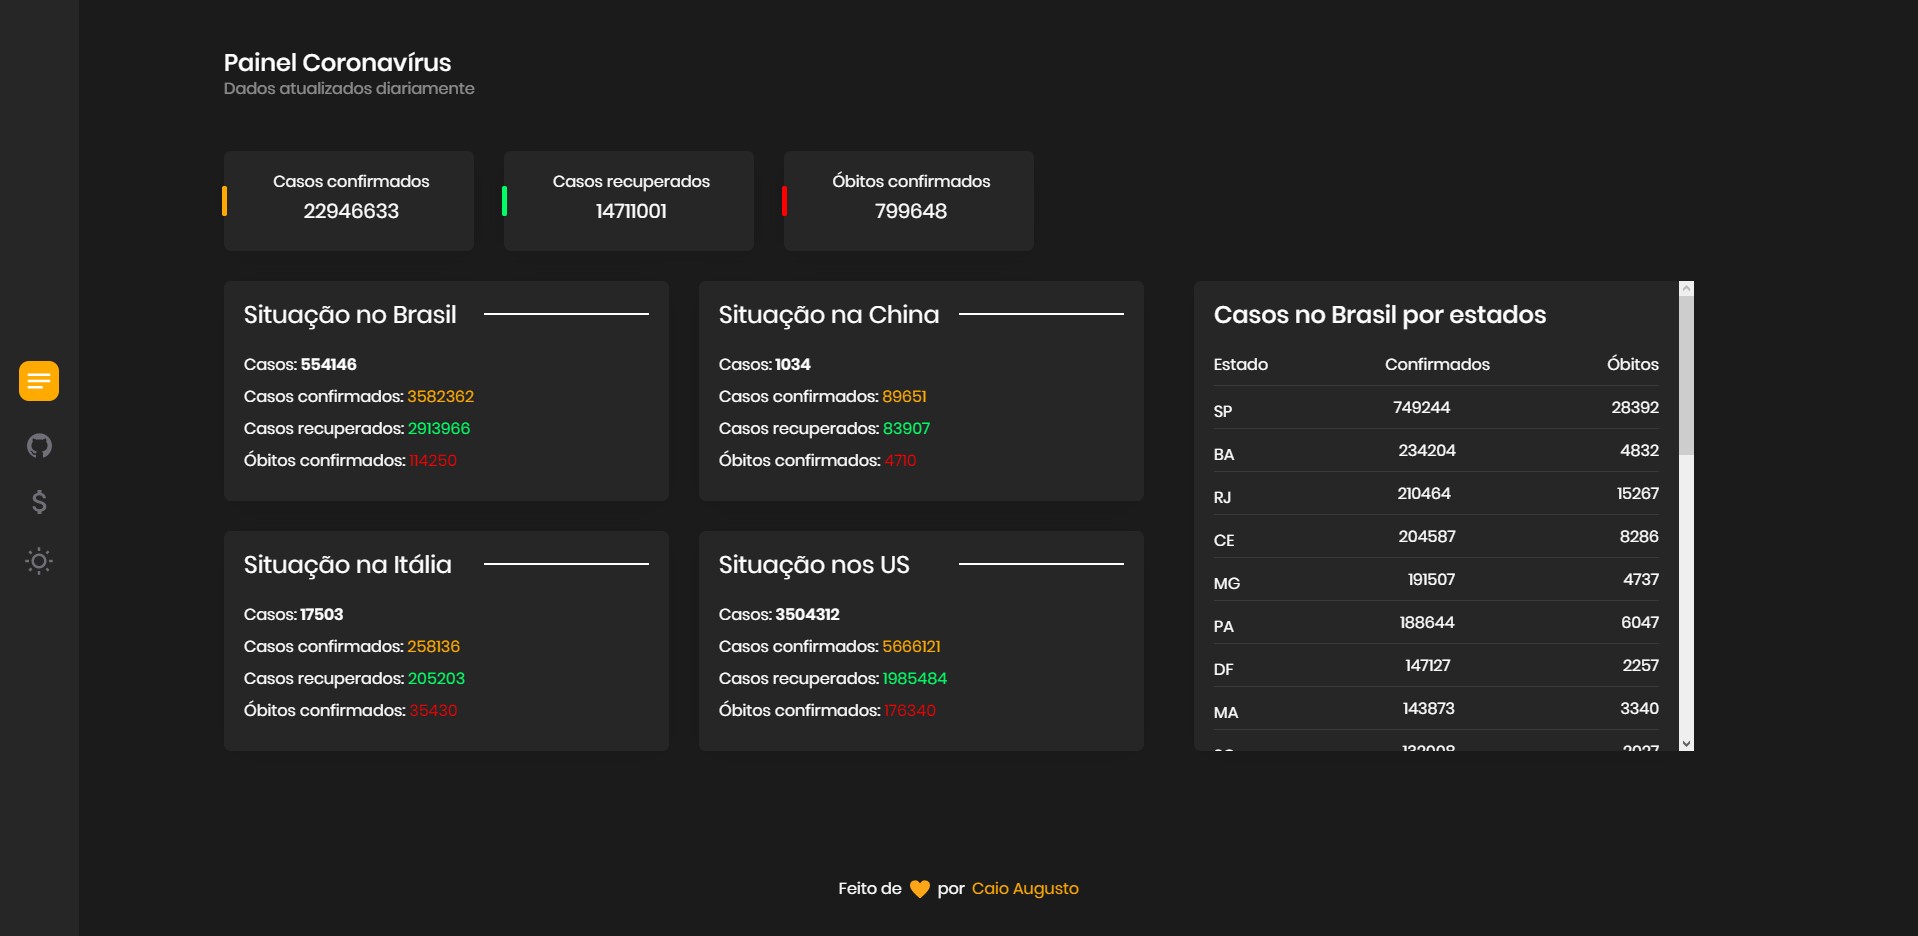 Painel Coronavírus
Dados atualizados diariamente
Casos confirmados
22946633
Casos recuperados
14711001
Óbitos confirmados
799648
Situação no Brasil
Casos: 554146
Casos confirmados: 3582362
Casos recuperados: 2913966
Óbitos confirmados: 114250
Situação na China
Casos: 1034
Casos confirmados: 89651
Casos recuperados: 83907
Óbitos confirmados: 4710
Situação na Itália
Casos: 17503
Casos confirmados: 258136
Casos recuperados: 205203
Óbitos confirmados: 35430
Situação nos US
Casos: 3504312
Casos confirmados: 5666121
Casos recuperados: 1985484
Óbitos confirmados: 176340
Casos no Brasil por estados
Estado Confirmados Óbitos
SP 749244 28392
BA 234204 4832
RJ 210464 15267
CE 204587 8286
MG 191507 4737
PA 188644 6047
DF 147127 2257
MA 143873 3340
Feito de 🧡 por Caio Augusto